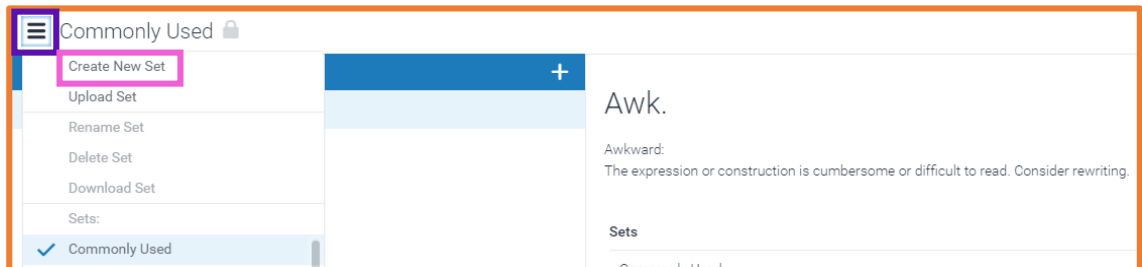 Commonly Used
Create New Set
Upload Set
Rename Set
Delete Set
Download Set
Sets:
Commonly Used
+
Awk.
Awkward:
The expression or construction is cumbersome or difficult to read. Consider rewriting.
Sets